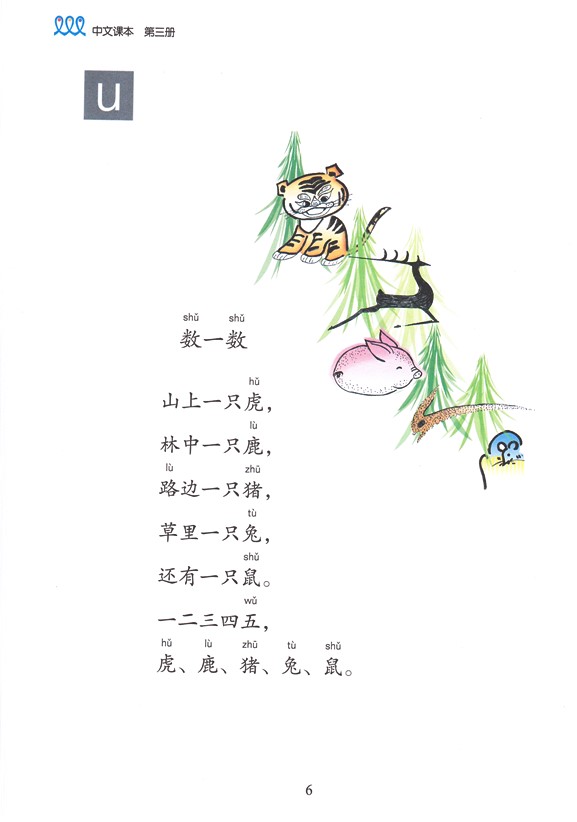 中文课本 第三册
u
shǔ shǔ
数一数
hǔ
山上一只虎，
lù
林中一只鹿，
lù zhū
路边一只猪，
tù
草里一只兔，
shǔ
还有一只鼠。
wǔ
一二三四五，
hǔ lù zhū tù shǔ
虎、鹿、猪、兔、鼠。
6